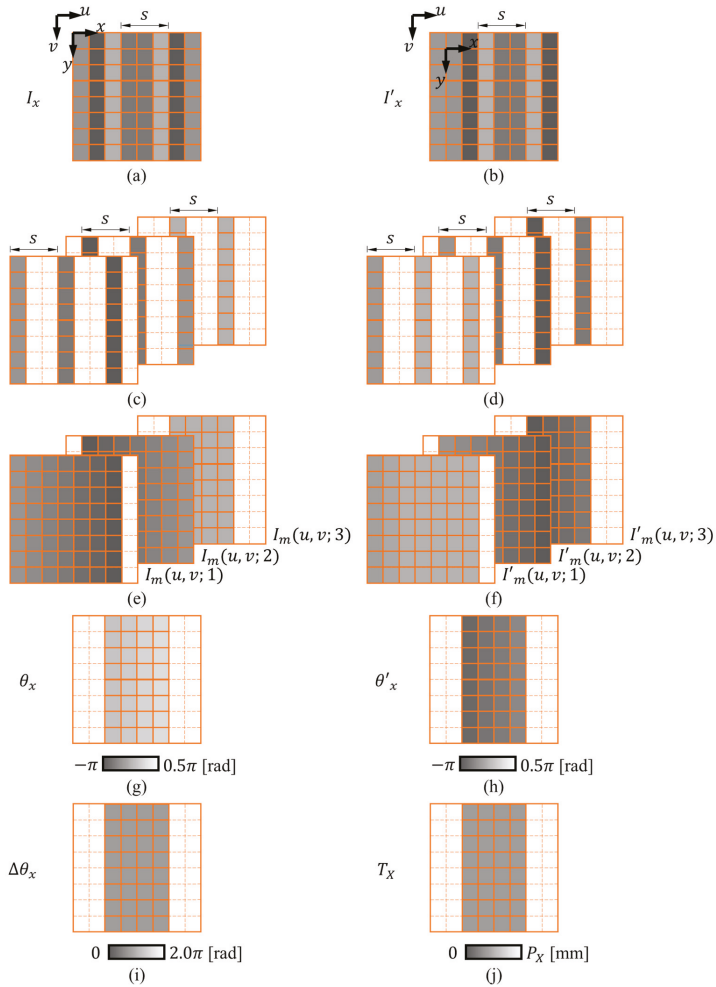 u s u s
v x v x
y y
I_x I'_x
(a) (b)
s s
s s
s s
(c) (d)
I_m(u, v; 3) I'_m(u, v; 3)
I_m(u, v; 2) I'_m(u, v; 2)
I_m(u, v; 1) I'_m(u, v; 1)
(e) (f)
θ_x θ'_x
−π 0.5π [rad] −π 0.5π [rad]
(g) (h)
Δθ_x T_X
0 2.0π [rad] 0 P_X [mm]
(i) (j)